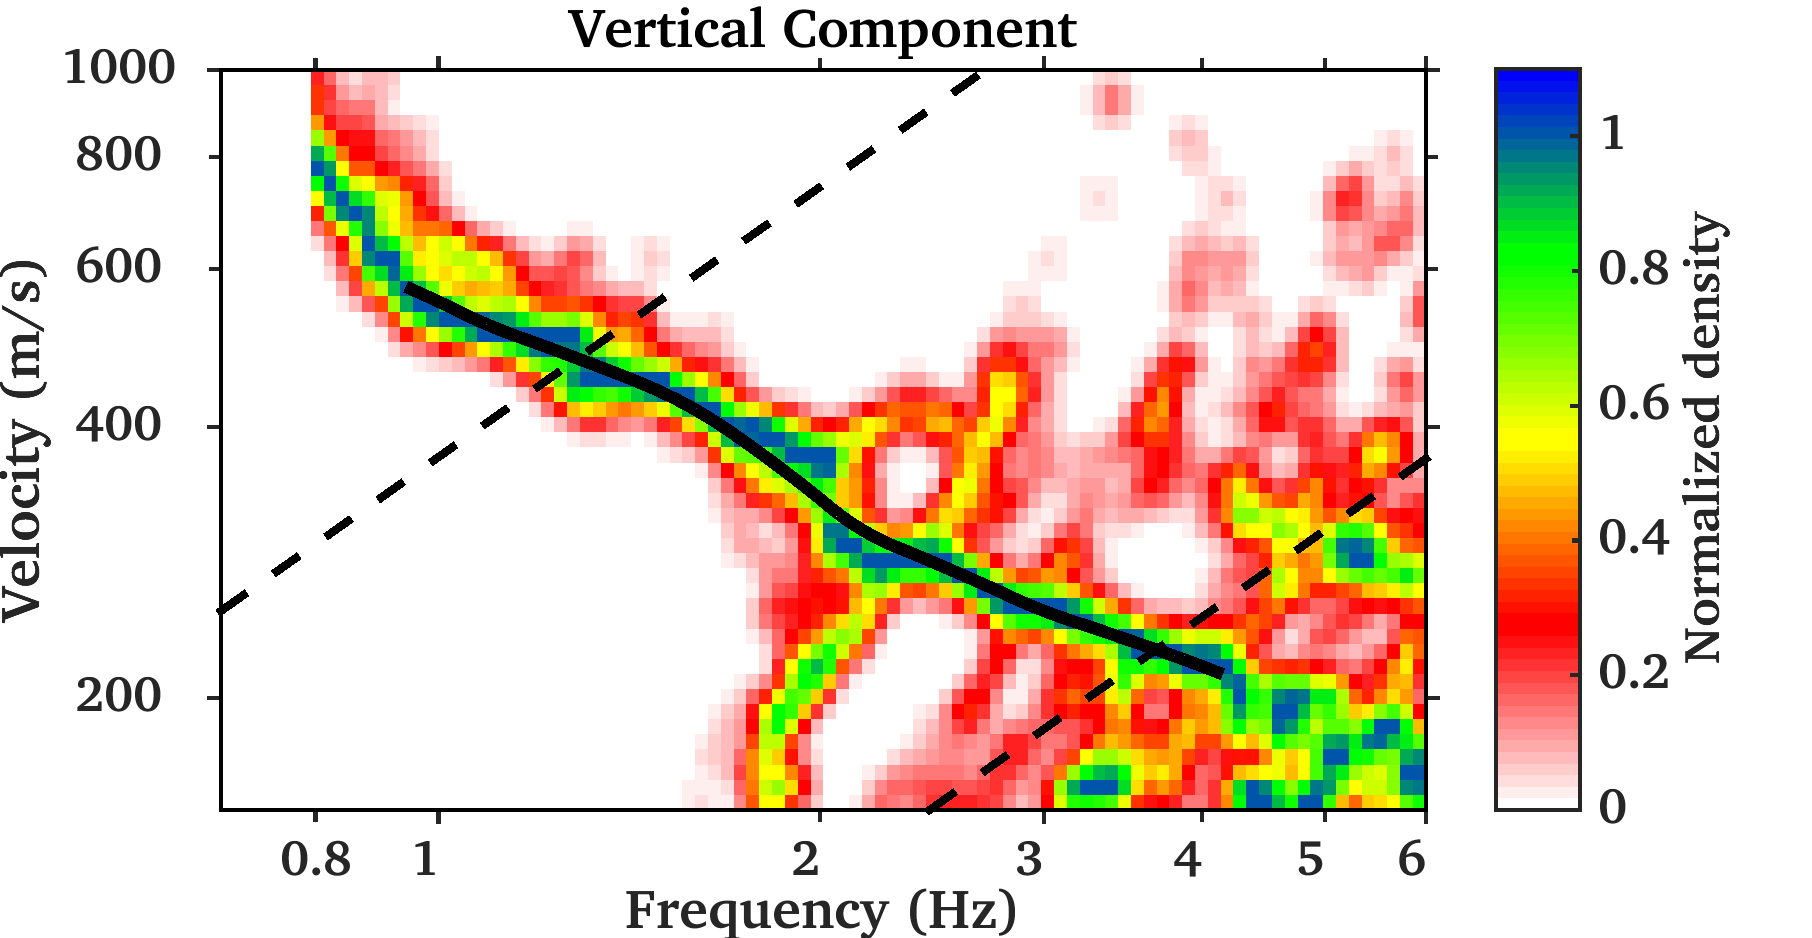 Vertical Component
1000
800
600
400
200
Velocity (m/s)
0.8 1 2 3 4 5 6
Frequency (Hz)
1
0.8
0.6
0.4
0.2
0
Normalized density